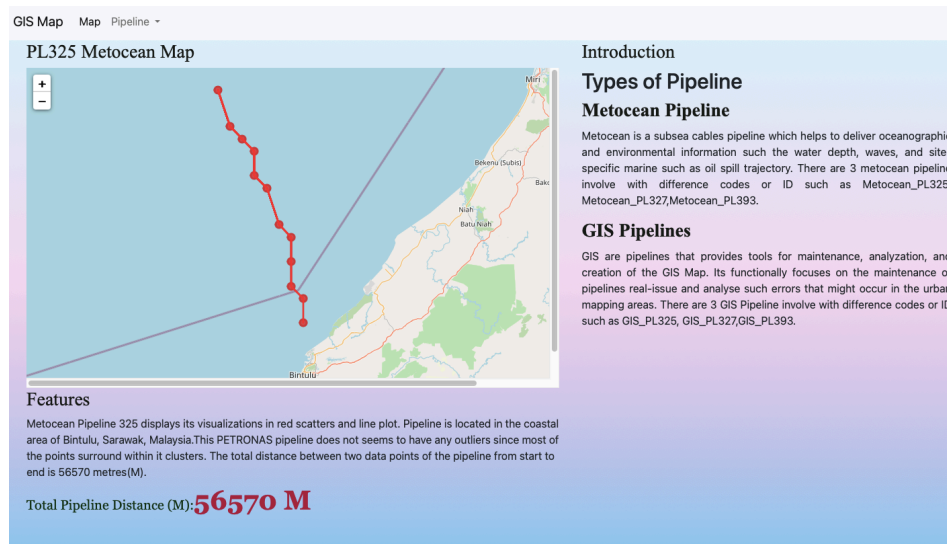 GIS Map Map Pipeline
PL325 Metocean Map
+
−
Miri
Bekenu (Subis)
Niah
Batu Niah
Bintulu
Features
Metocean Pipeline 325 displays its visualizations in red scatters and line plot. Pipeline is located in the coastal
area of Bintulu, Sarawak, Malaysia.This PETRONAS pipeline does not seems to have any outliers since most of
the points surround within it clusters. The total distance between two data points of the pipeline from start to
end is 56570 metres(M).
Total Pipeline Distance (M):56570 M
Introduction
Types of Pipeline
Metocean Pipeline
Metocean is a subsea cables pipeline which helps to deliver oceanographic
and environmental information such the water depth, waves, and site-
specific marine such as oil spill trajectory. There are 3 metocean pipeline
involve with difference codes or ID such as Metocean_PL325,
Metocean_PL327,Metocean_PL393.
GIS Pipelines
GIS are pipelines that provides tools for maintenance, analyzation, and
creation of the GIS Map. Its functionally focuses on the maintenance of
pipelines real-issue and analyse such errors that might occur in the urban
mapping areas. There are 3 GIS Pipeline involve with difference codes or ID
such as GIS_PL325, GIS_PL327,GIS_PL393.